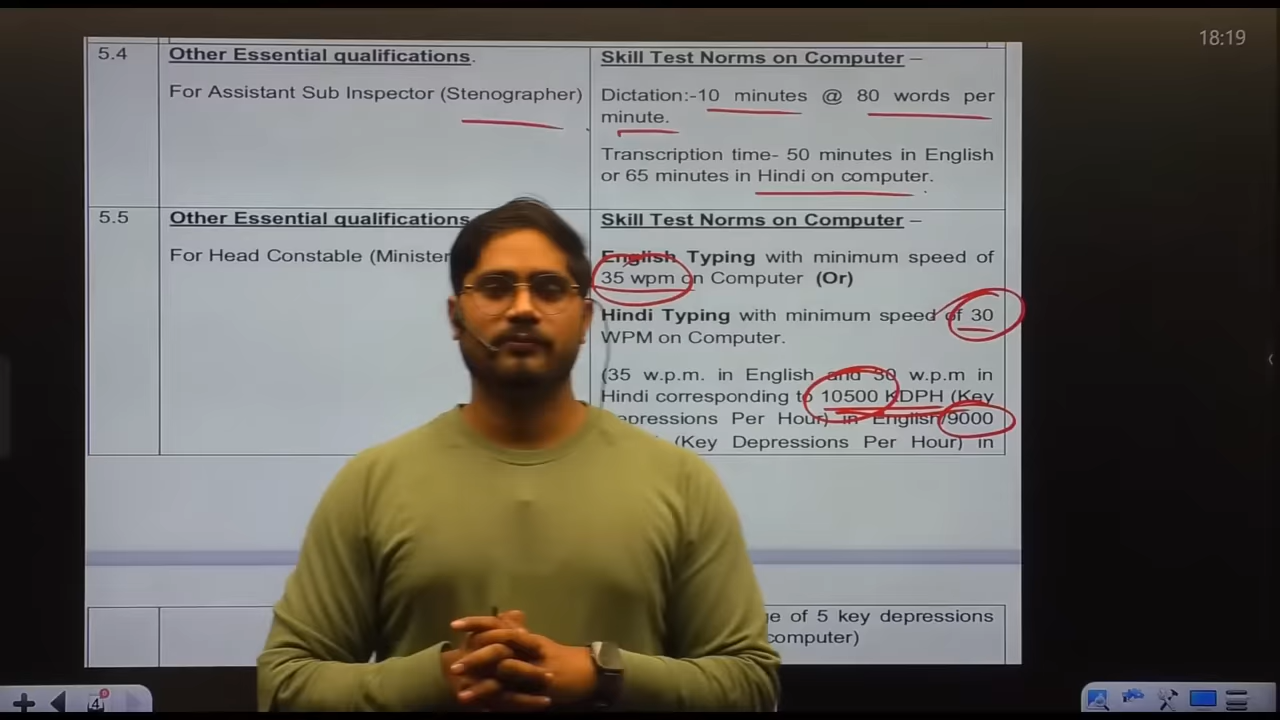 18:19
5.4
Other Essential qualifications.
For Assistant Sub Inspector (Stenographer)
Skill Test Norms on Computer –
Dictation:-10 minutes @ 80 words per
minute.
Transcription time- 50 minutes in English
or 65 minutes in Hindi on computer.
5.5
Other Essential qualifications
For Head Constable (Minister
Skill Test Norms on Computer –
English Typing with minimum speed of
35 wpm on Computer (Or)
Hindi Typing with minimum speed of 30
WPM on Computer.
(35 w.p.m. in English and 30 w.p.m in
Hindi corresponding to 10500 KDPH (Key
Depressions Per Hour) in English/9000
(Key Depressions Per Hour) in
of 5 key depressions
computer)
4
0